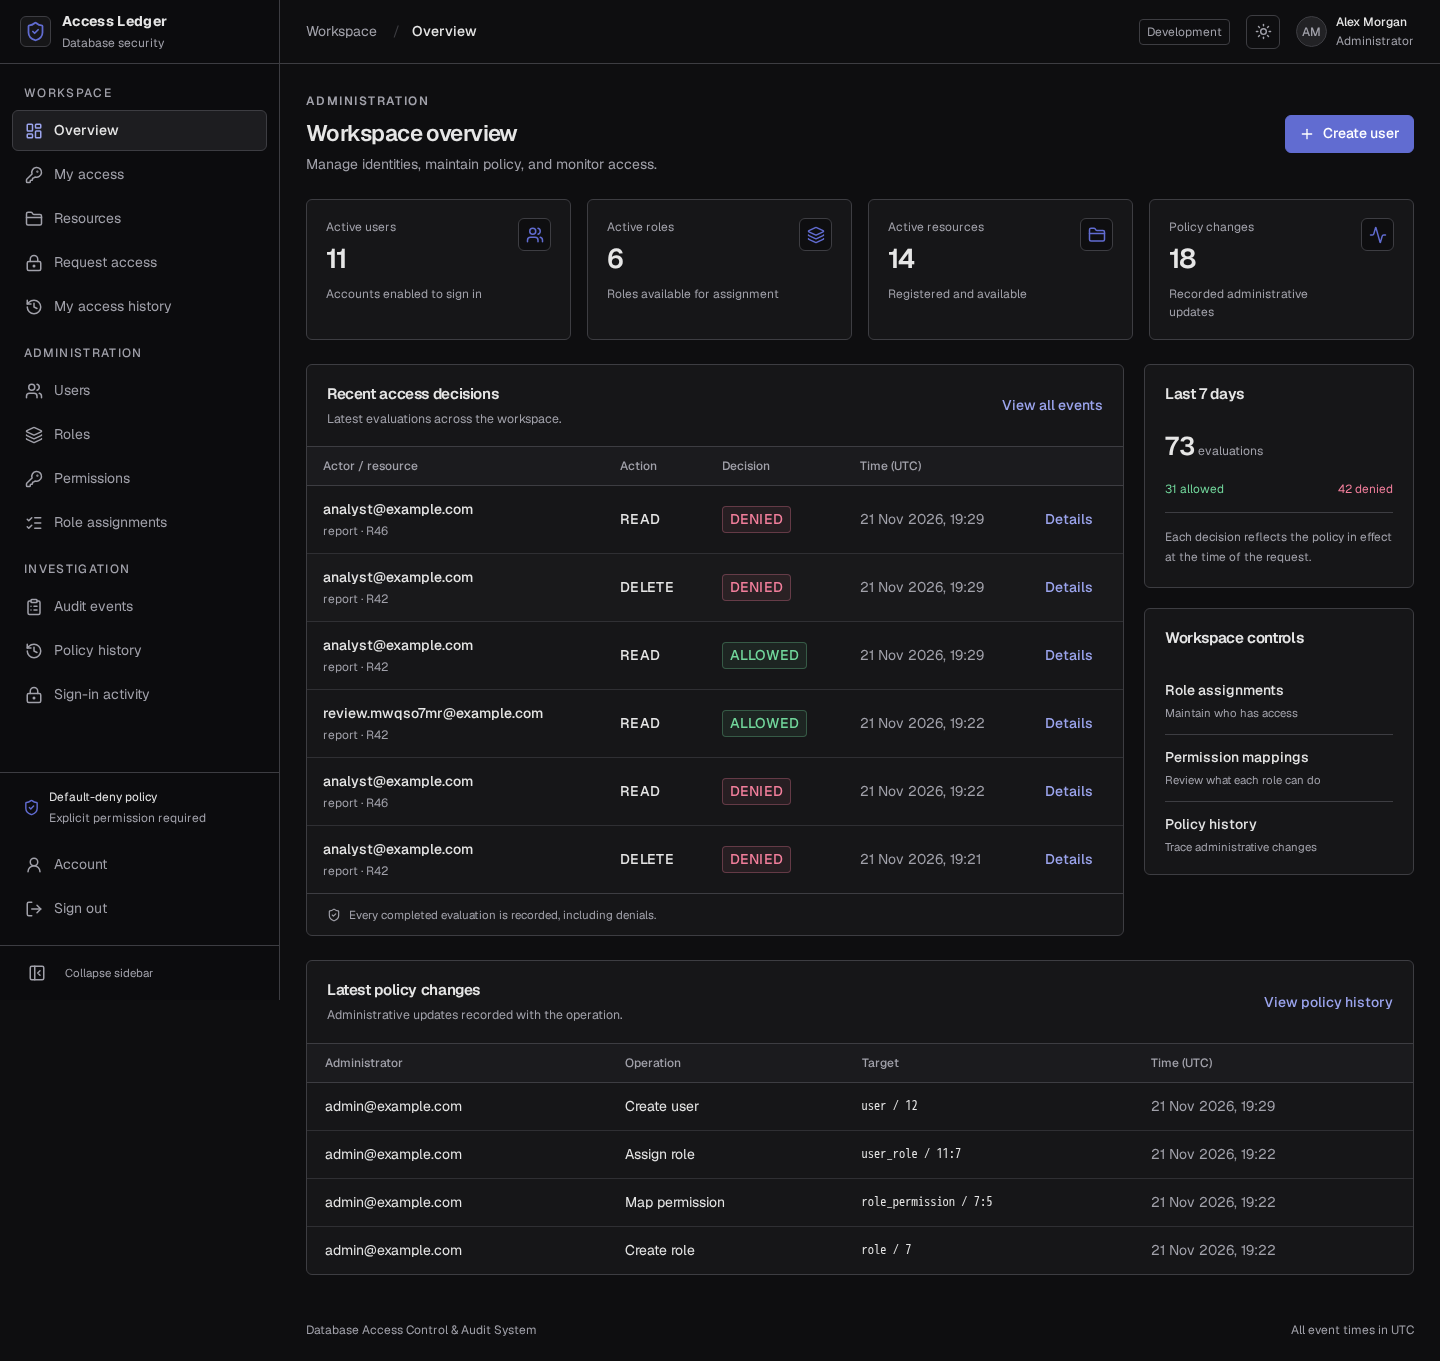 Access Ledger
Database security
WORKSPACE
Overview
My access
Resources
Request access
My access history
ADMINISTRATION
Users
Roles
Permissions
Role assignments
INVESTIGATION
Audit events
Policy history
Sign-in activity
Default-deny policy
Explicit permission required
Account
Sign out
Collapse sidebar
Workspace / Overview
Development
AM
Alex Morgan
Administrator
ADMINISTRATION
Workspace overview
Manage identities, maintain policy, and monitor access.
Create user
Active users
11
Accounts enabled to sign in
Active roles
6
Roles available for assignment
Active resources
14
Registered and available
Policy changes
18
Recorded administrative
updates
Recent access decisions
Latest evaluations across the workspace.
View all events
Actor / resource Action Decision Time (UTC)
analyst@example.com
report · R46
READ DENIED 21 Nov 2026, 19:29 Details
analyst@example.com
report · R42
DELETE DENIED 21 Nov 2026, 19:29 Details
analyst@example.com
report · R42
READ ALLOWED 21 Nov 2026, 19:29 Details
review.mwqso7mr@example.com
report · R42
READ ALLOWED 21 Nov 2026, 19:22 Details
analyst@example.com
report · R46
READ DENIED 21 Nov 2026, 19:22 Details
analyst@example.com
report · R42
DELETE DENIED 21 Nov 2026, 19:21 Details
Every completed evaluation is recorded, including denials.
Last 7 days
73 evaluations
31 allowed 42 denied
Each decision reflects the policy in effect
at the time of the request.
Workspace controls
Role assignments
Maintain who has access
Permission mappings
Review what each role can do
Policy history
Trace administrative changes
Latest policy changes
Administrative updates recorded with the operation.
View policy history
Administrator Operation Target Time (UTC)
admin@example.com Create user user / 12 21 Nov 2026, 19:29
admin@example.com Assign role user_role / 11:7 21 Nov 2026, 19:22
admin@example.com Map permission role_permission / 7:5 21 Nov 2026, 19:22
admin@example.com Create role role / 7 21 Nov 2026, 19:22
Database Access Control & Audit System
All event times in UTC